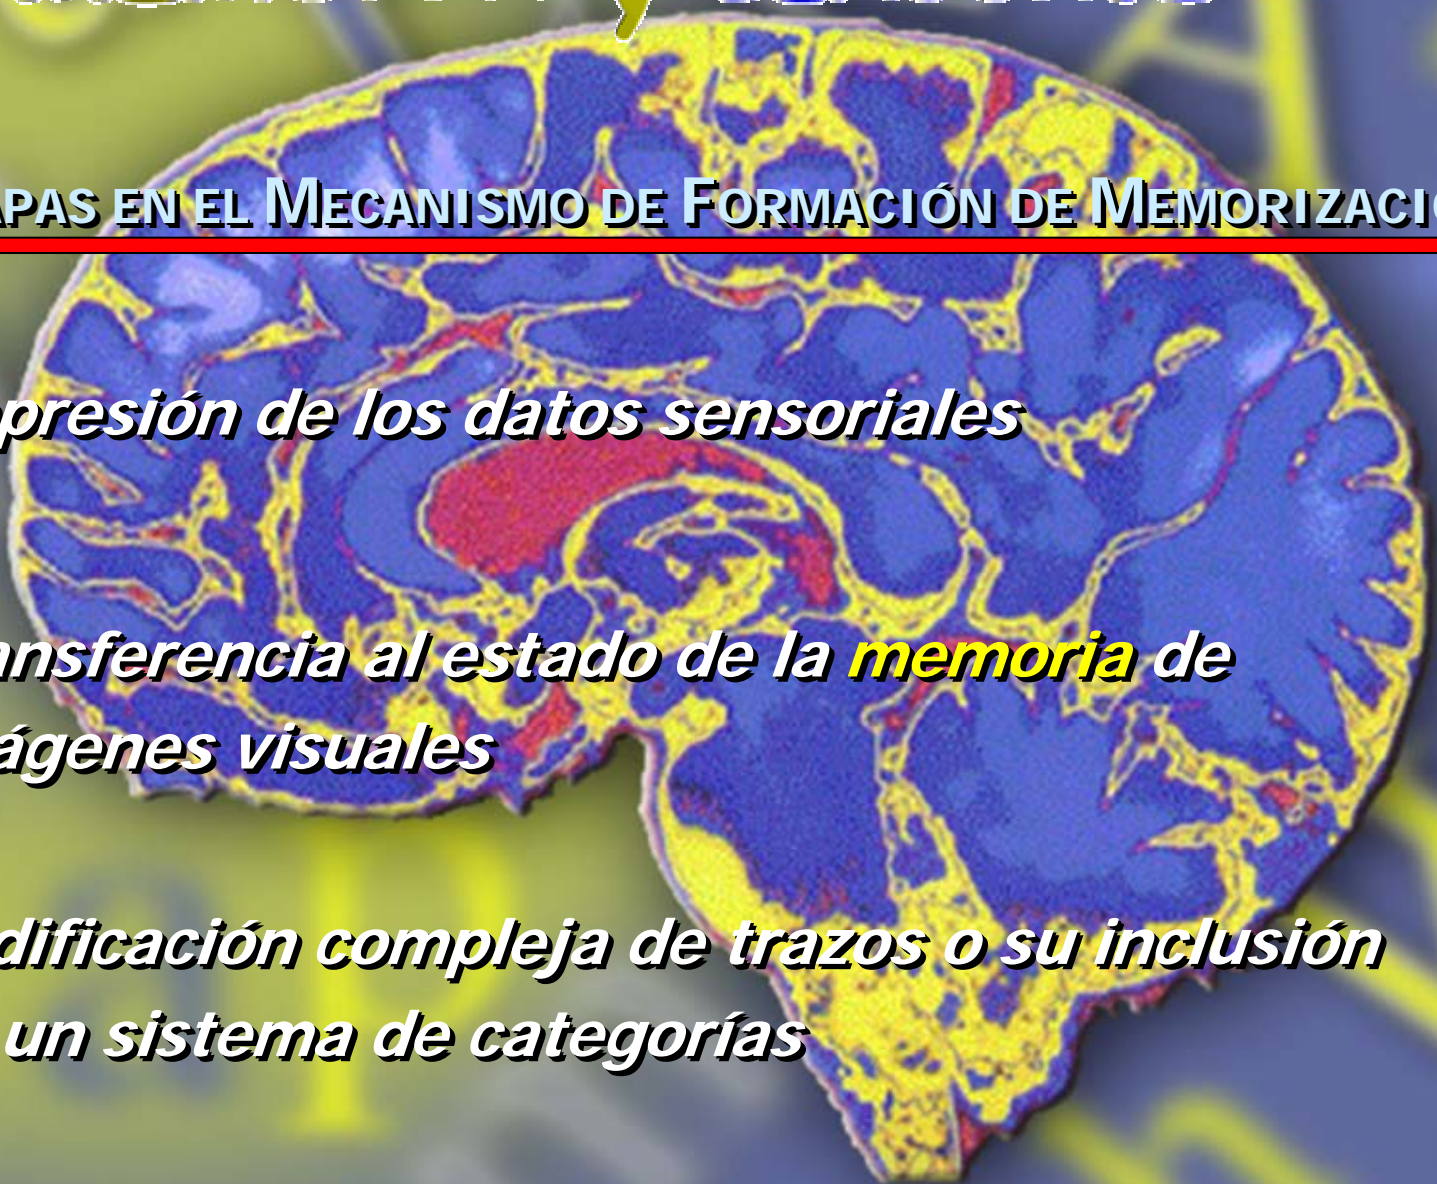 APAS EN EL MECANISMO DE FORMACIÓN DE MEMORIZACIÓ
presión de los datos sensoriales
ansferencia al estado de la memoria de
ágenes visuales
dificación compleja de trazos o su inclusión
un sistema de categorías